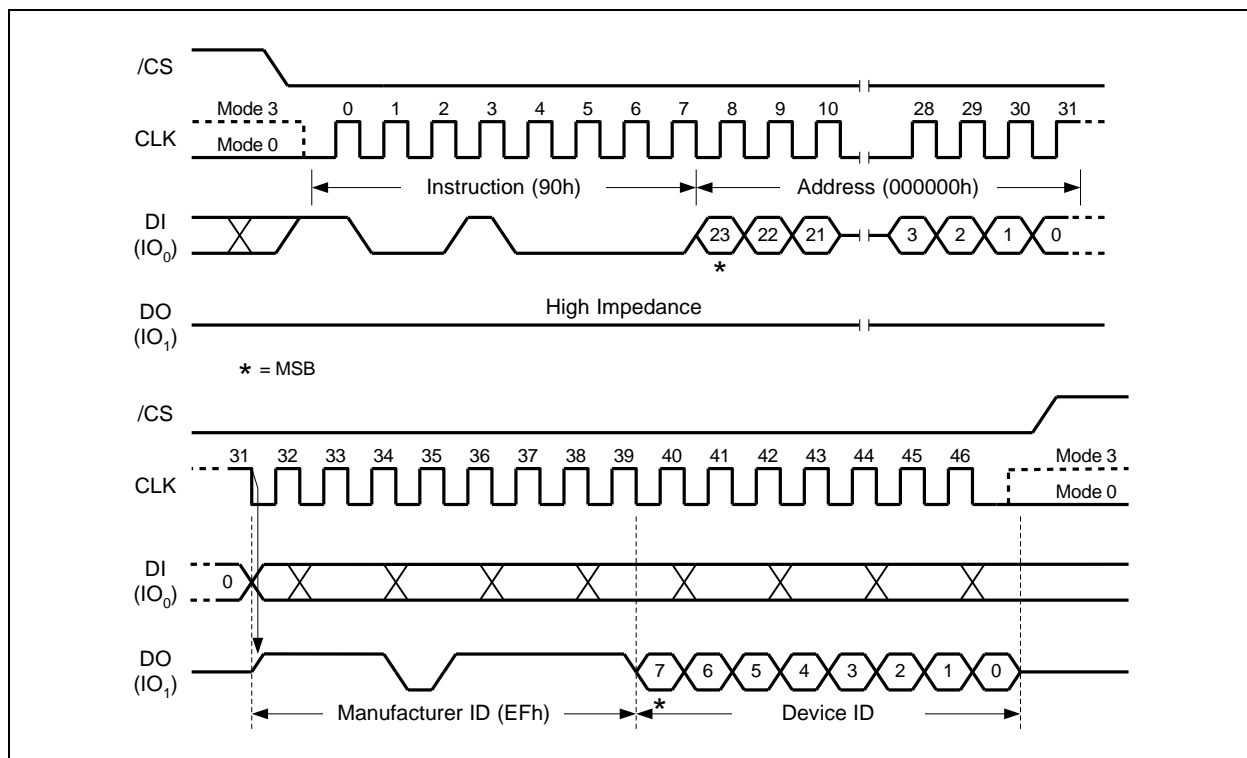 /CS
Mode 3
0 1 2 3 4 5 6 7 8 9 10 28 29 30 31
CLK
Mode 0
Instruction (90h) Address (000000h)
DI
(IO0)
23 22 21 3 2 1 0
*
High Impedance
DO
(IO1)
* = MSB
/CS
31 32 33 34 35 36 37 38 39 40 41 42 43 44 45 46
Mode 3
CLK
Mode 0
DI
(IO0)
0
DO
(IO1)
7 6 5 4 3 2 1 0
*
Manufacturer ID (EFh) Device ID